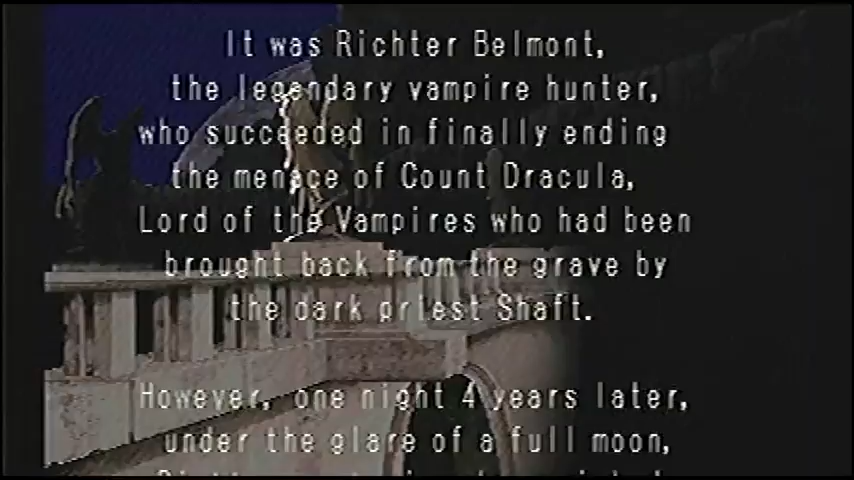 It was Richter Belmont,
the legendary vampire hunter,
who succeeded in finally ending
the menace of Count Dracula,
Lord of the Vampires who had been
brought back from the grave by
the dark priest Shaft.
However, one night 4 years later,
under the glare of a full moon,